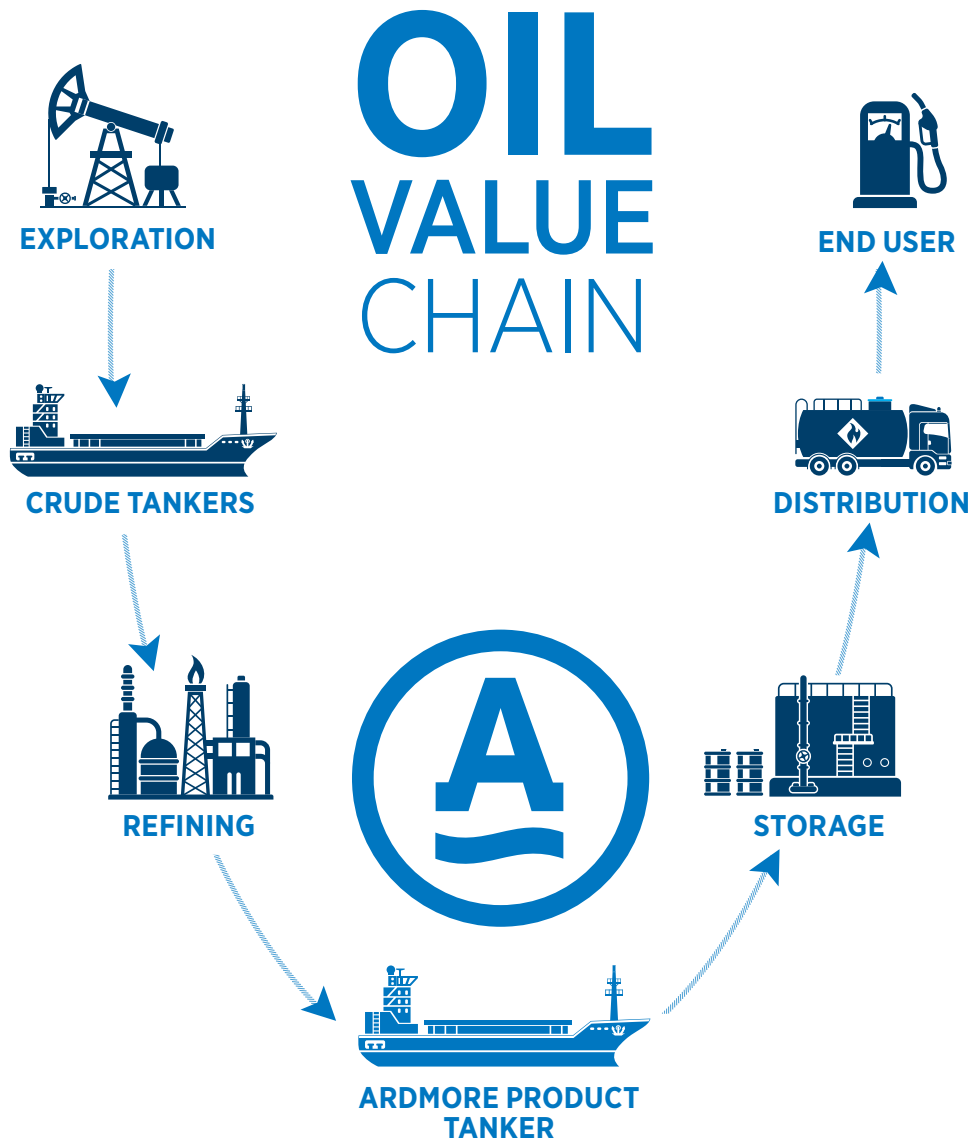 OIL
VALUE
CHAIN
EXPLORATION
CRUDE TANKERS
REFINING
A
ARDMORE PRODUCT
TANKER
STORAGE
DISTRIBUTION
END USER